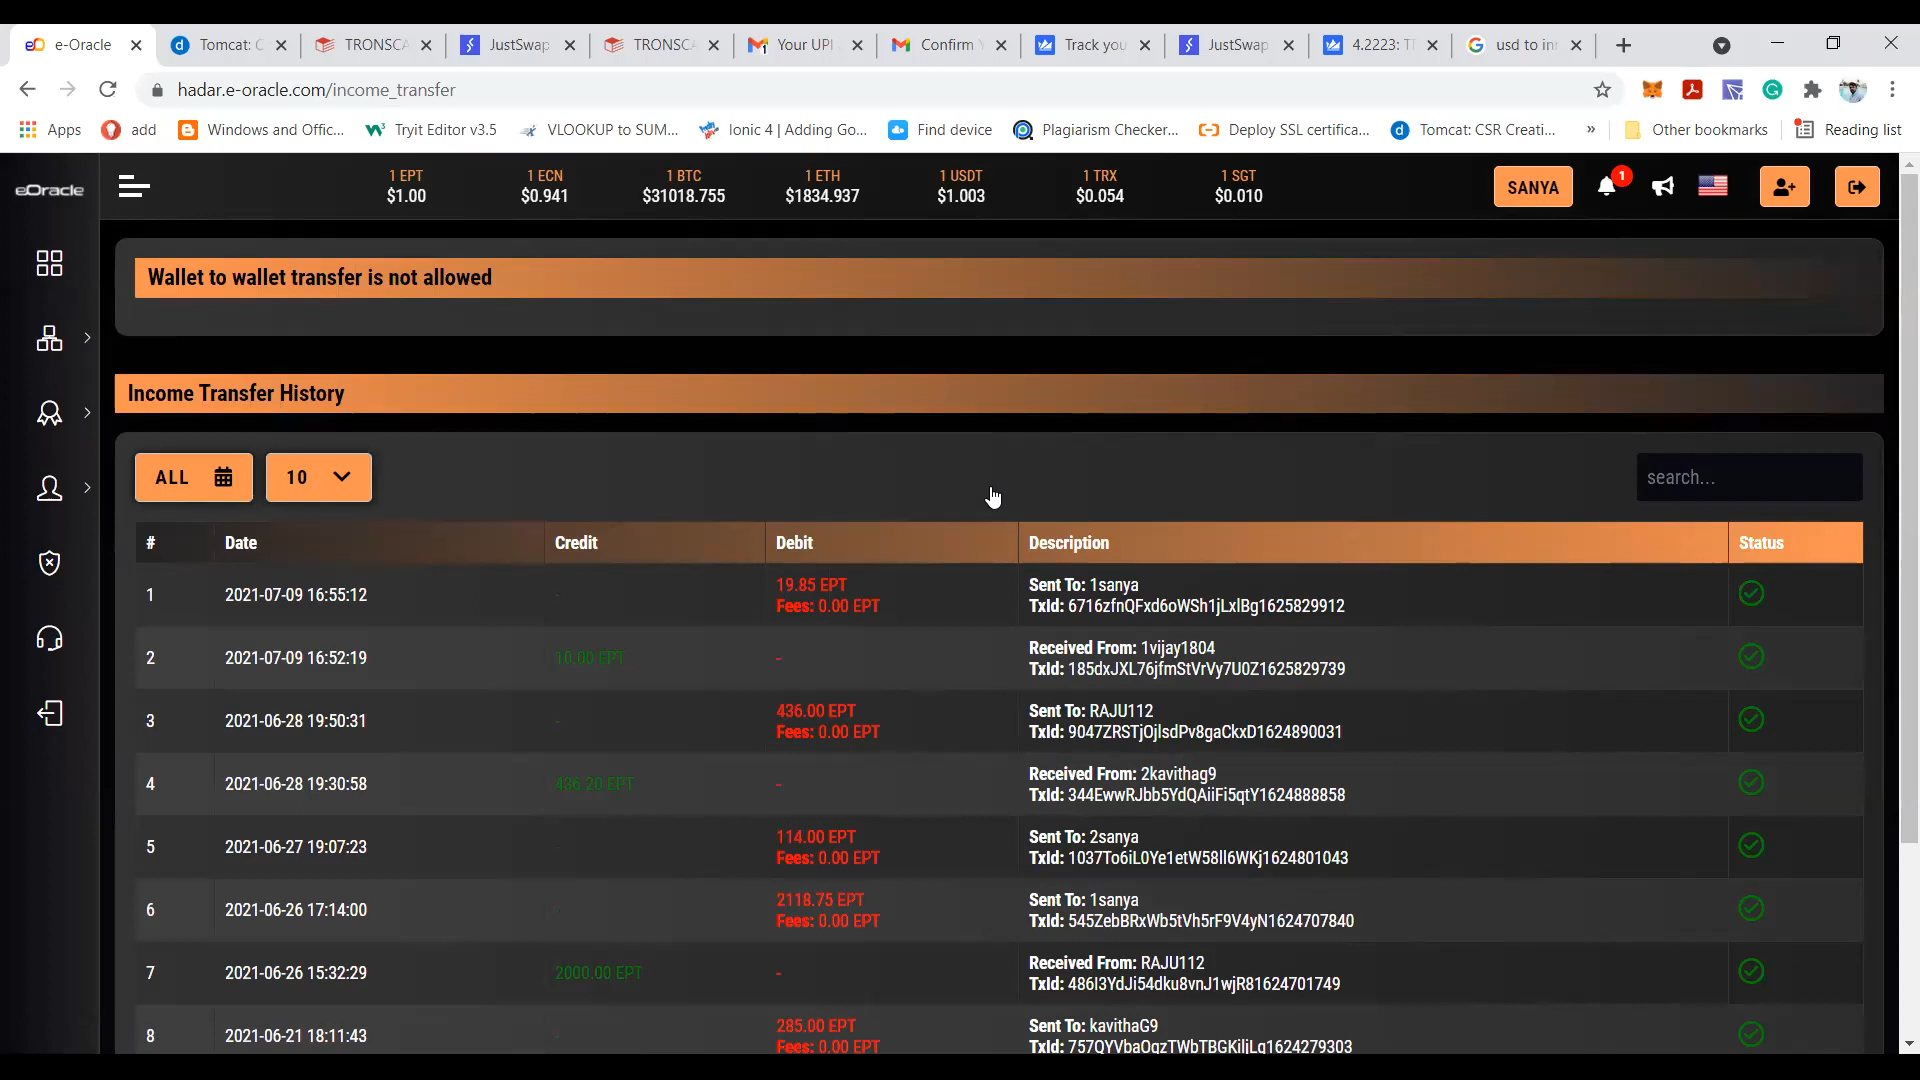 e-Oracle
Tomcat: C
TRONSCA
JustSwap
TRONSCA
Your UPI
Confirm Y
Track you
JustSwap
4.2223: T
usd to in
hadar.e-oracle.com/income_transfer
Apps
add
Windows and Offic...
Tryit Editor v3.5
VLOOKUP to SUM...
Ionic 4 | Adding Go...
Find device
Plagiarism Checker...
Deploy SSL certifica...
Tomcat: CSR Creati...
»
Other bookmarks
Reading list
eOracle
1 EPT
$1.00
1 ECN
$0.941
1 BTC
$31018.755
1 ETH
$1834.937
1 USDT
$1.003
1 TRX
$0.054
1 SGT
$0.010
SANYA
1
Wallet to wallet transfer is not allowed
Income Transfer History
ALL
10
search...
# Date Credit Debit Description Status
1 2021-07-09 16:55:12 - 19.85 EPT
Fees: 0.00 EPT
Sent To: 1sanya
TxId: 6716zfnQFxd6oWSh1jLxlBg1625829912
2 2021-07-09 16:52:19 10.00 EPT -
Received From: 1vijay1804
TxId: 185dxJXL76jfmStVrVy7U0Z1625829739
3 2021-06-28 19:50:31 - 436.00 EPT
Fees: 0.00 EPT
Sent To: RAJU112
TxId: 9047ZRSTjOjlsdPv8gaCkxD1624890031
4 2021-06-28 19:30:58 436.20 EPT -
Received From: 2kavithag9
TxId: 344EwwRJbb5YdQAiiFi5qtY1624888858
5 2021-06-27 19:07:23 114.00 EPT
Fees: 0.00 EPT
Sent To: 2sanya
TxId: 1037To6iL0Ye1etW58ll6WKj1624801043
6 2021-06-26 17:14:00 2118.75 EPT
Fees: 0.00 EPT
Sent To: 1sanya
TxId: 545ZebBRxWb5tVh5rF9V4yN1624707840
7 2021-06-26 15:32:29 2000.00 EPT -
Received From: RAJU112
TxId: 486I3YdJi54dku8vnJ1wjR81624701749
8 2021-06-21 18:11:43 285.00 EPT
Fees: 0.00 EPT
Sent To: kavithaG9
TxId: 757QYVbaOqzTWbTBGKiljLq1624279303